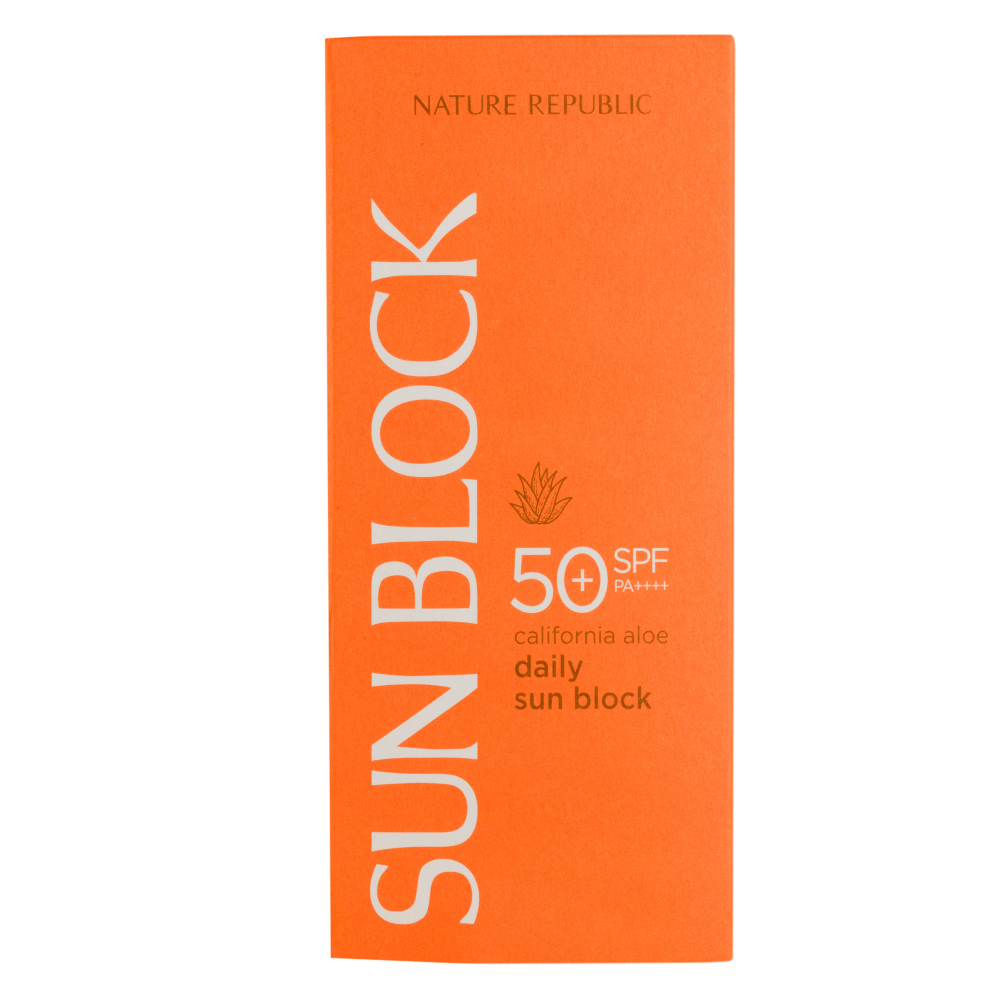 NATURE REPUBLIC
SUN BLOCK
50+ SPF
PA++++
california aloe
daily
sun block